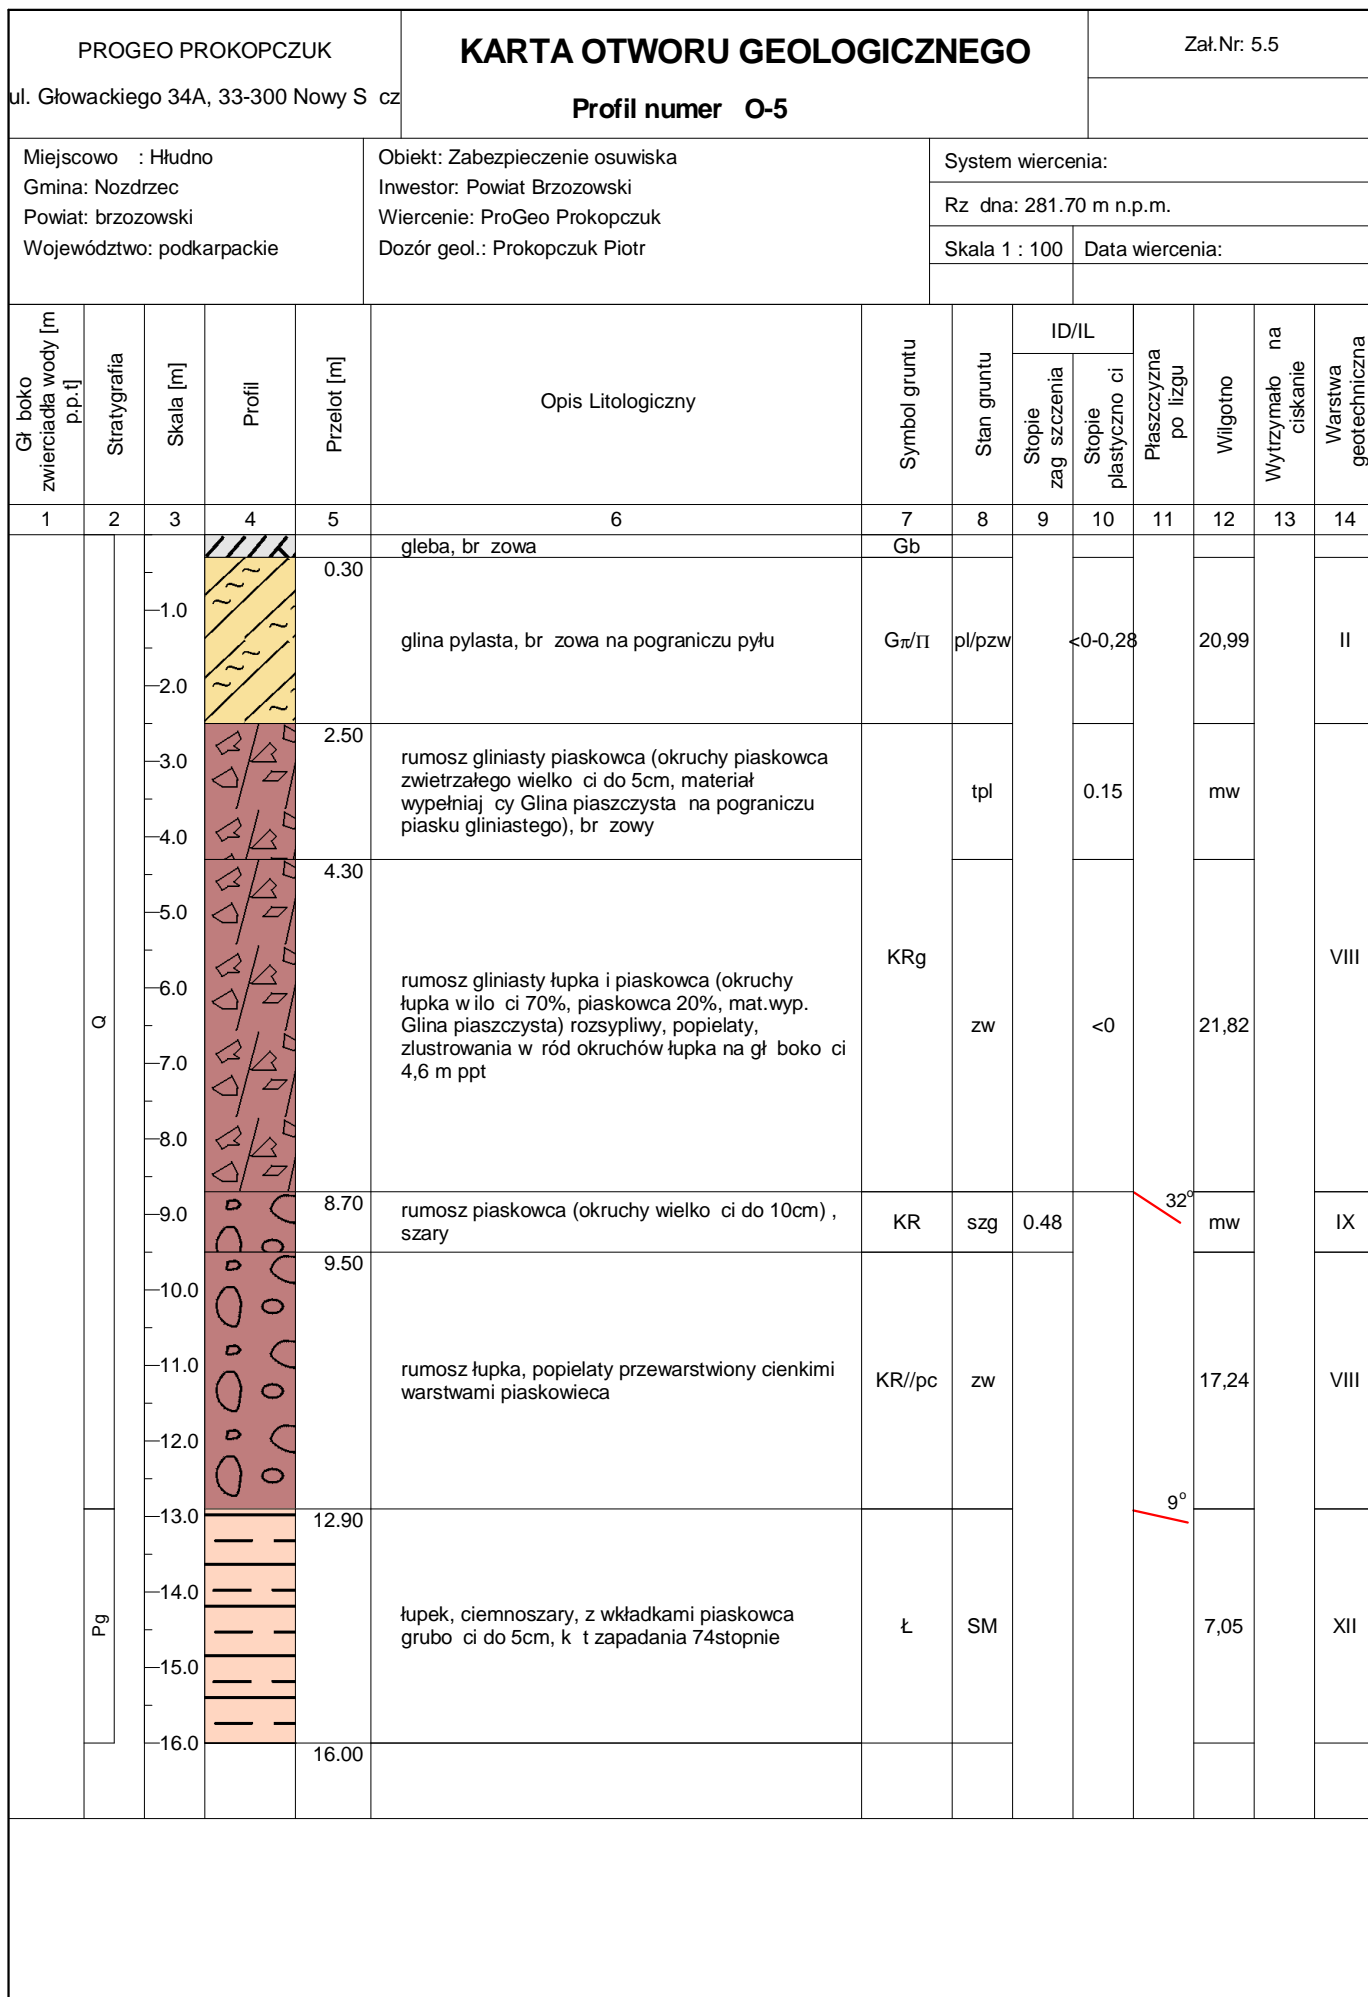 PROGEO PROKOPCZUK
ul. Głowackiego 34A, 33-300 Nowy S cz
KARTA OTWORU GEOLOGICZNEGO
Profil numer O-5
Zał.Nr: 5.5
Miejscowo : Hłudno
Gmina: Nozdrzec
Powiat: brzozowski
Województwo: podkarpackie
Obiekt: Zabezpieczenie osuwiska
Inwestor: Powiat Brzozowski
Wiercenie: ProGeo Prokopczuk
Dozór geol.: Prokopczuk Piotr
System wiercenia:
Rz dna: 281.70 m n.p.m.
Skala 1 : 100
Data wiercenia:
Gł boko
zwierciadła wody [m
p.p.t]
Stratygrafia
Skala [m]
Profil
Przelot [m]
Opis Litologiczny
Symbol gruntu
Stan gruntu
ID/IL
Stopie
zag szczenia
Stopie
plastyczno ci
Płaszczyzna
po lizgu
Wilgotno
Wytrzymało na
ciskanie
Warstwa
geotechniczna
1 2 3 4 5 6 7 8 9 10 11 12 13 14
gleba, br zowa
Gb
0.30
glina pylasta, br zowa na pograniczu pyłu
Gπ/Π pl/pzw <0-0,28 20,99 II
2.50
rumosz gliniasty piaskowca (okruchy piaskowca
zwietrzałego wielko ci do 5cm, materiał
wypełniaj cy Glina piaszczysta na pograniczu
piasku gliniastego), br zowy
tpl 0.15 mw
4.30
KRg
VIII
rumosz gliniasty łupka i piaskowca (okruchy
łupka w ilo ci 70%, piaskowca 20%, mat.wyp.
Glina piaszczysta) rozsypliwy, popielaty,
zlustrowania w ród okruchów łupka na gł boko ci
4,6 m ppt
zw <0 21,82
Q
8.70
rumosz piaskowca (okruchy wielko ci do 10cm) ,
szary
KR szg 0.48 32° mw IX
9.50
rumosz łupka, popielaty przewarstwiony cienkimi
warstwami piaskowieca
KR//pc zw 17,24 VIII
9°
12.90
Pg
łupek, ciemnoszary, z wkładkami piaskowca
grubo ci do 5cm, k t zapadania 74stopnie
Ł SM 7,05 XII
16.00
1.0
2.0
3.0
4.0
5.0
6.0
7.0
8.0
9.0
10.0
11.0
12.0
13.0
14.0
15.0
16.0